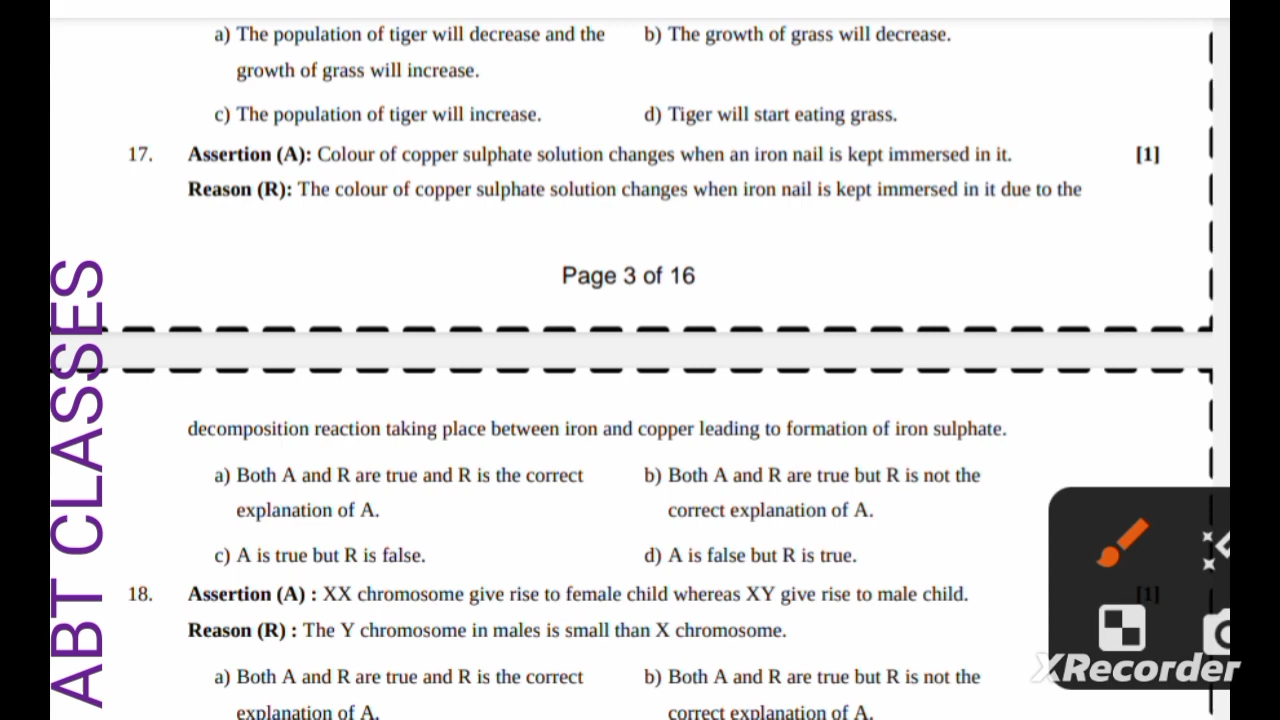 a) The population of tiger will decrease and the
growth of grass will increase.
b) The growth of grass will decrease.
c) The population of tiger will increase.
d) Tiger will start eating grass.
17. Assertion (A): Colour of copper sulphate solution changes when an iron nail is kept immersed in it. [1]
Reason (R): The colour of copper sulphate solution changes when iron nail is kept immersed in it due to the
Page 3 of 16
decomposition reaction taking place between iron and copper leading to formation of iron sulphate.
a) Both A and R are true and R is the correct
explanation of A.
b) Both A and R are true but R is not the
correct explanation of A.
c) A is true but R is false.
d) A is false but R is true.
18. Assertion (A) : XX chromosome give rise to female child whereas XY give rise to male child. [1]
Reason (R) : The Y chromosome in males is small than X chromosome.
a) Both A and R are true and R is the correct
explanation of A.
b) Both A and R are true but R is not the
correct explanation of A.
ABT CLASSES
XRecorder